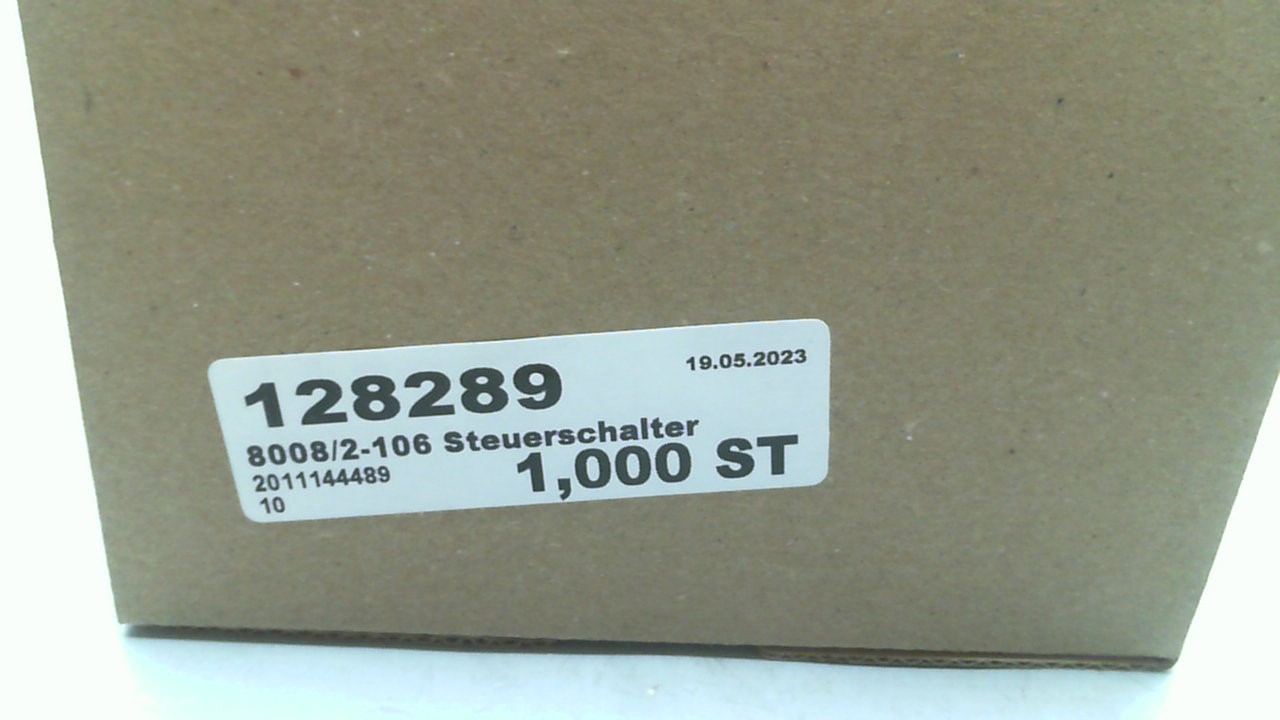 19.05.2023
128289
8008/2-106 Steuerschalter
2011144489
1,000 ST
10